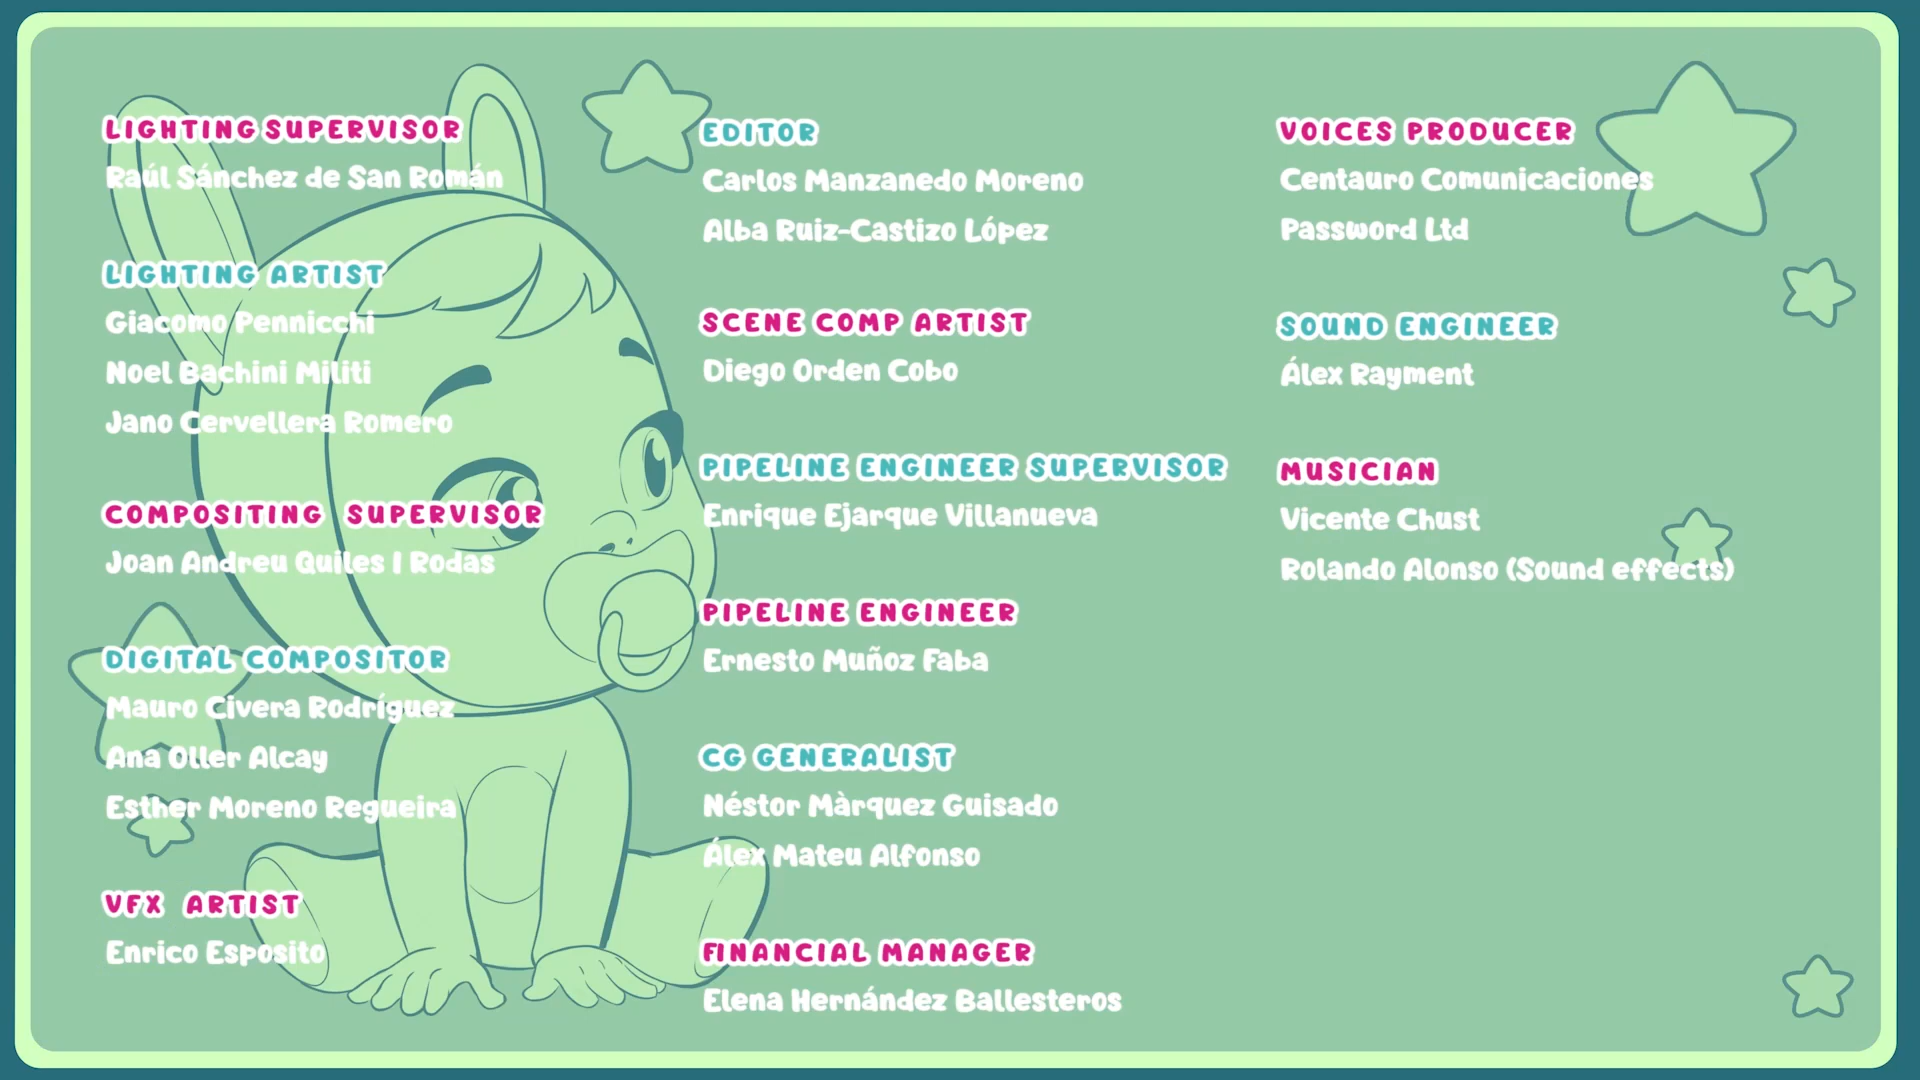 LIGHTING SUPERVISOR
Raúl Sánchez de San Román
LIGHTING ARTIST
Giacomo Pennicchi
Noel Bachini Militi
Jano Cervellera Romero
COMPOSITING SUPERVISOR
Joan Andreu Quiles I Rodas
DIGITAL COMPOSITOR
Mauro Civera Rodríguez
Ana Oller Alcay
Esther Moreno Regueira
VFX ARTIST
Enrico Esposito
EDITOR
Carlos Manzanedo Moreno
Alba Ruiz-Castizo López
SCENE COMP ARTIST
Diego Orden Cobo
PIPELINE ENGINEER SUPERVISOR
Enrique Ejarque Villanueva
PIPELINE ENGINEER
Ernesto Muñoz Faba
CG GENERALIST
Néstor Màrquez Guisado
Álex Mateu Alfonso
FINANCIAL MANAGER
Elena Hernández Ballesteros
VOICES PRODUCER
Centauro Comunicaciones
Password Ltd
SOUND ENGINEER
Álex Rayment
MUSICIAN
Vicente Chust
Rolando Alonso (Sound effects)